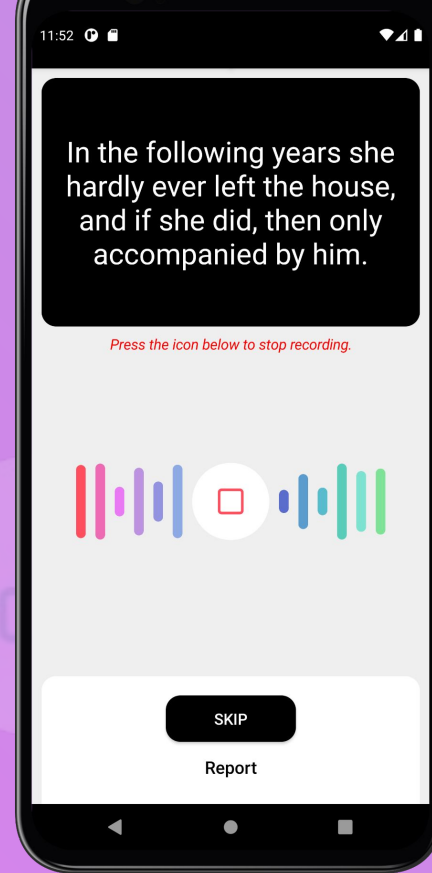 11:52
In the following years she
hardly ever left the house,
and if she did, then only
accompanied by him.
Press the icon below to stop recording.
SKIP
Report